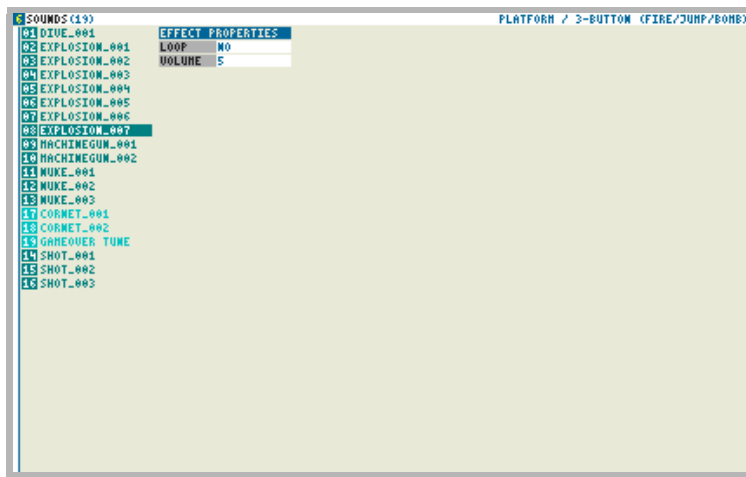 6 SOUNDS(19) PLATFORM / 3-BUTTON (FIRE/JUMP/BOMB)
01 DIVE_001
02 EXPLOSION_001
03 EXPLOSION_002
04 EXPLOSION_003
05 EXPLOSION_004
06 EXPLOSION_005
07 EXPLOSION_006
08 EXPLOSION_007
09 MACHINEGUN_001
10 MACHINEGUN_002
11 NUKE_001
12 NUKE_002
13 NUKE_003
17 CORNET_001
18 CORNET_002
19 GAMEOVER TUNE
14 SHOT_001
15 SHOT_002
16 SHOT_003
EFFECT PROPERTIES
LOOP NO
VOLUME 5